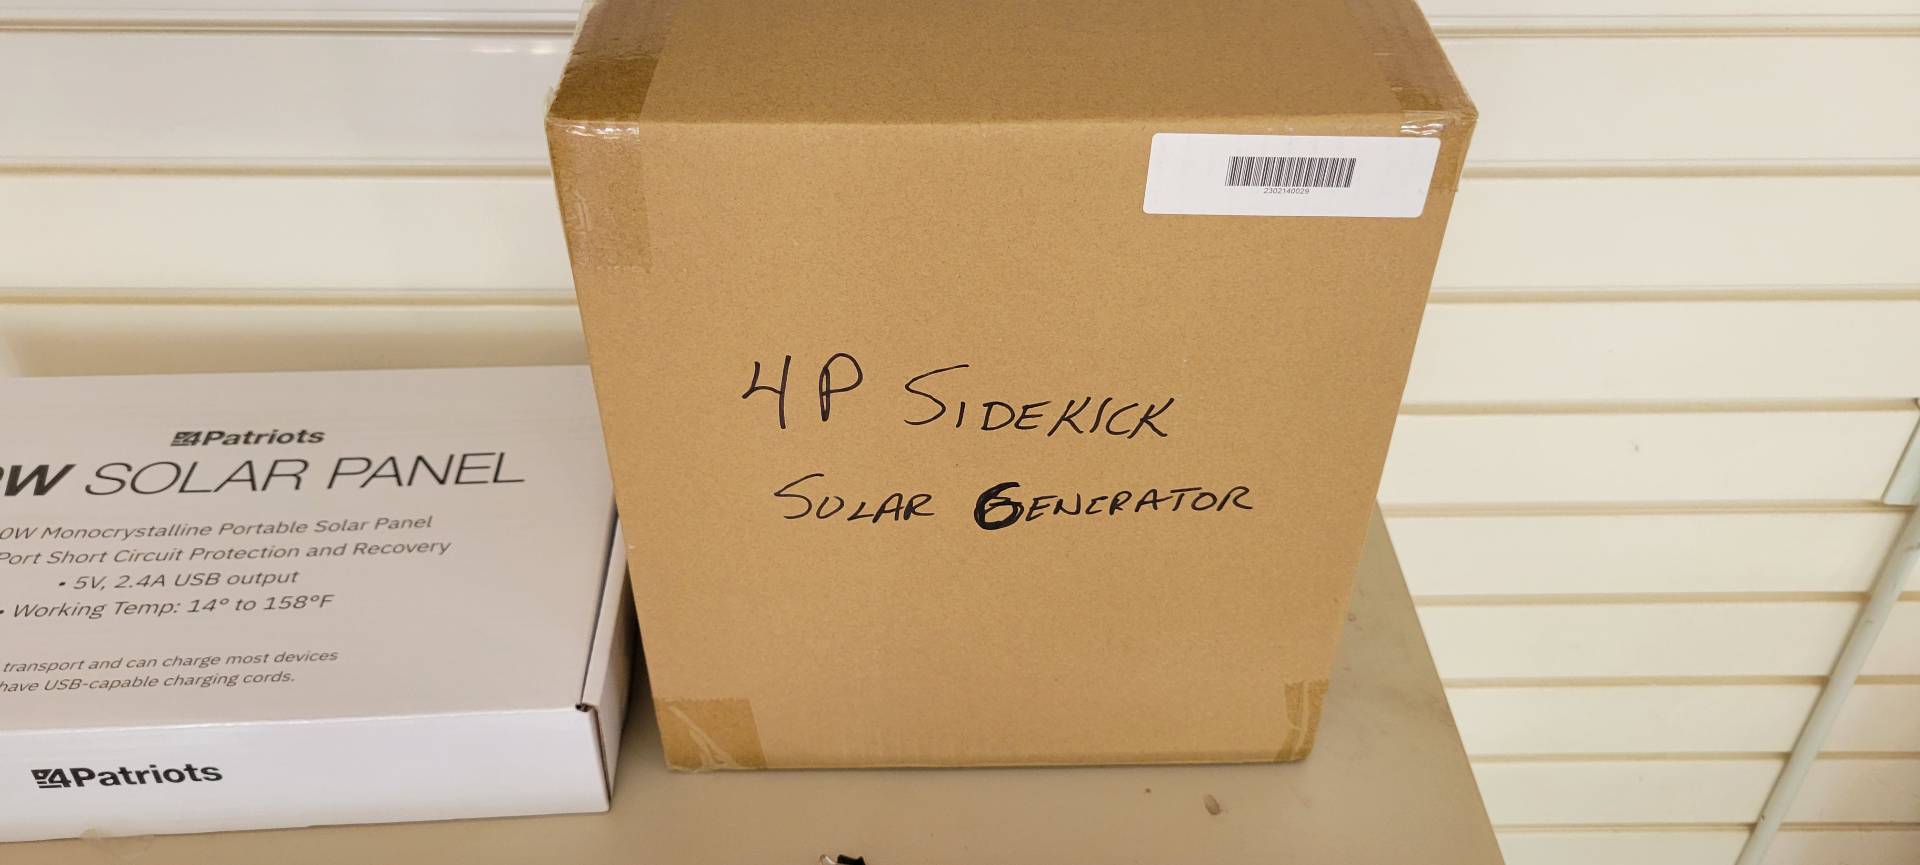 4Patriots
W SOLAR PANEL
0W Monocrystalline Portable Solar Panel
Port Short Circuit Protection and Recovery
• 5V, 2.4A USB output
• Working Temp: 14° to 158°F
transport and can charge most devices
have USB-capable charging cords.
4Patriots
2302140029
4P SIDEKICK
SOLAR GENERATOR